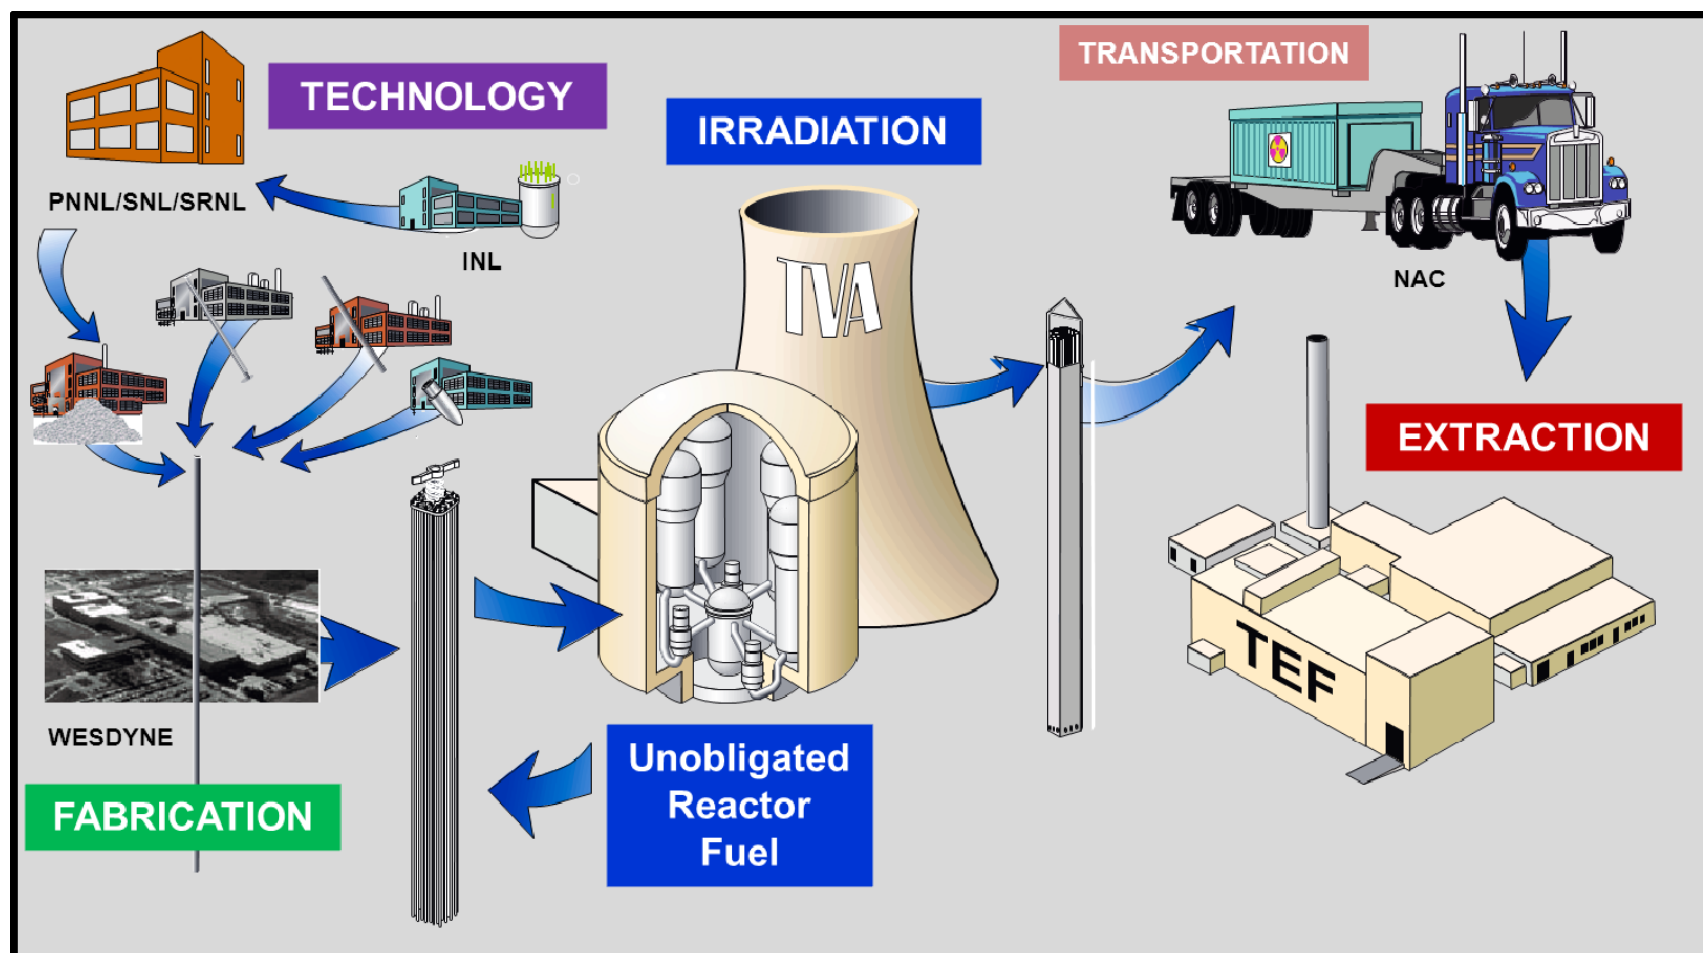 TECHNOLOGY
PNNL/SNL/SRNL
INL
IRRADIATION
TVA
TRANSPORTATION
NAC
EXTRACTION
TEF
WESDYNE
FABRICATION
Unobligated
Reactor
Fuel